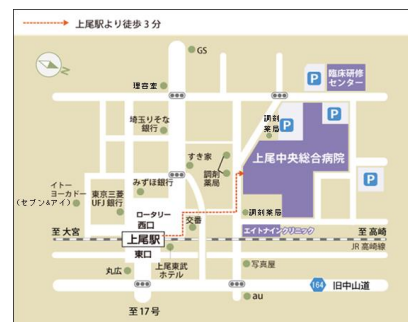 上尾駅より徒歩3分
GS
N
理容室
P
臨床研修
センター
埼玉りそな
銀行
調剤
薬局
P
P
すき家
上尾中央総合病院
調剤
薬局
イトー
ヨーカドー
(セブン&アイ)
東京三菱
UFJ銀行
みずほ銀行
P
ロータリー
西口
交番
調剤薬局
至大宮
上尾駅
エイトナインクリニック
至高崎
東口
JR高崎線
丸広
上尾東武
ホテル
写真屋
164
旧中山道
au
至17号